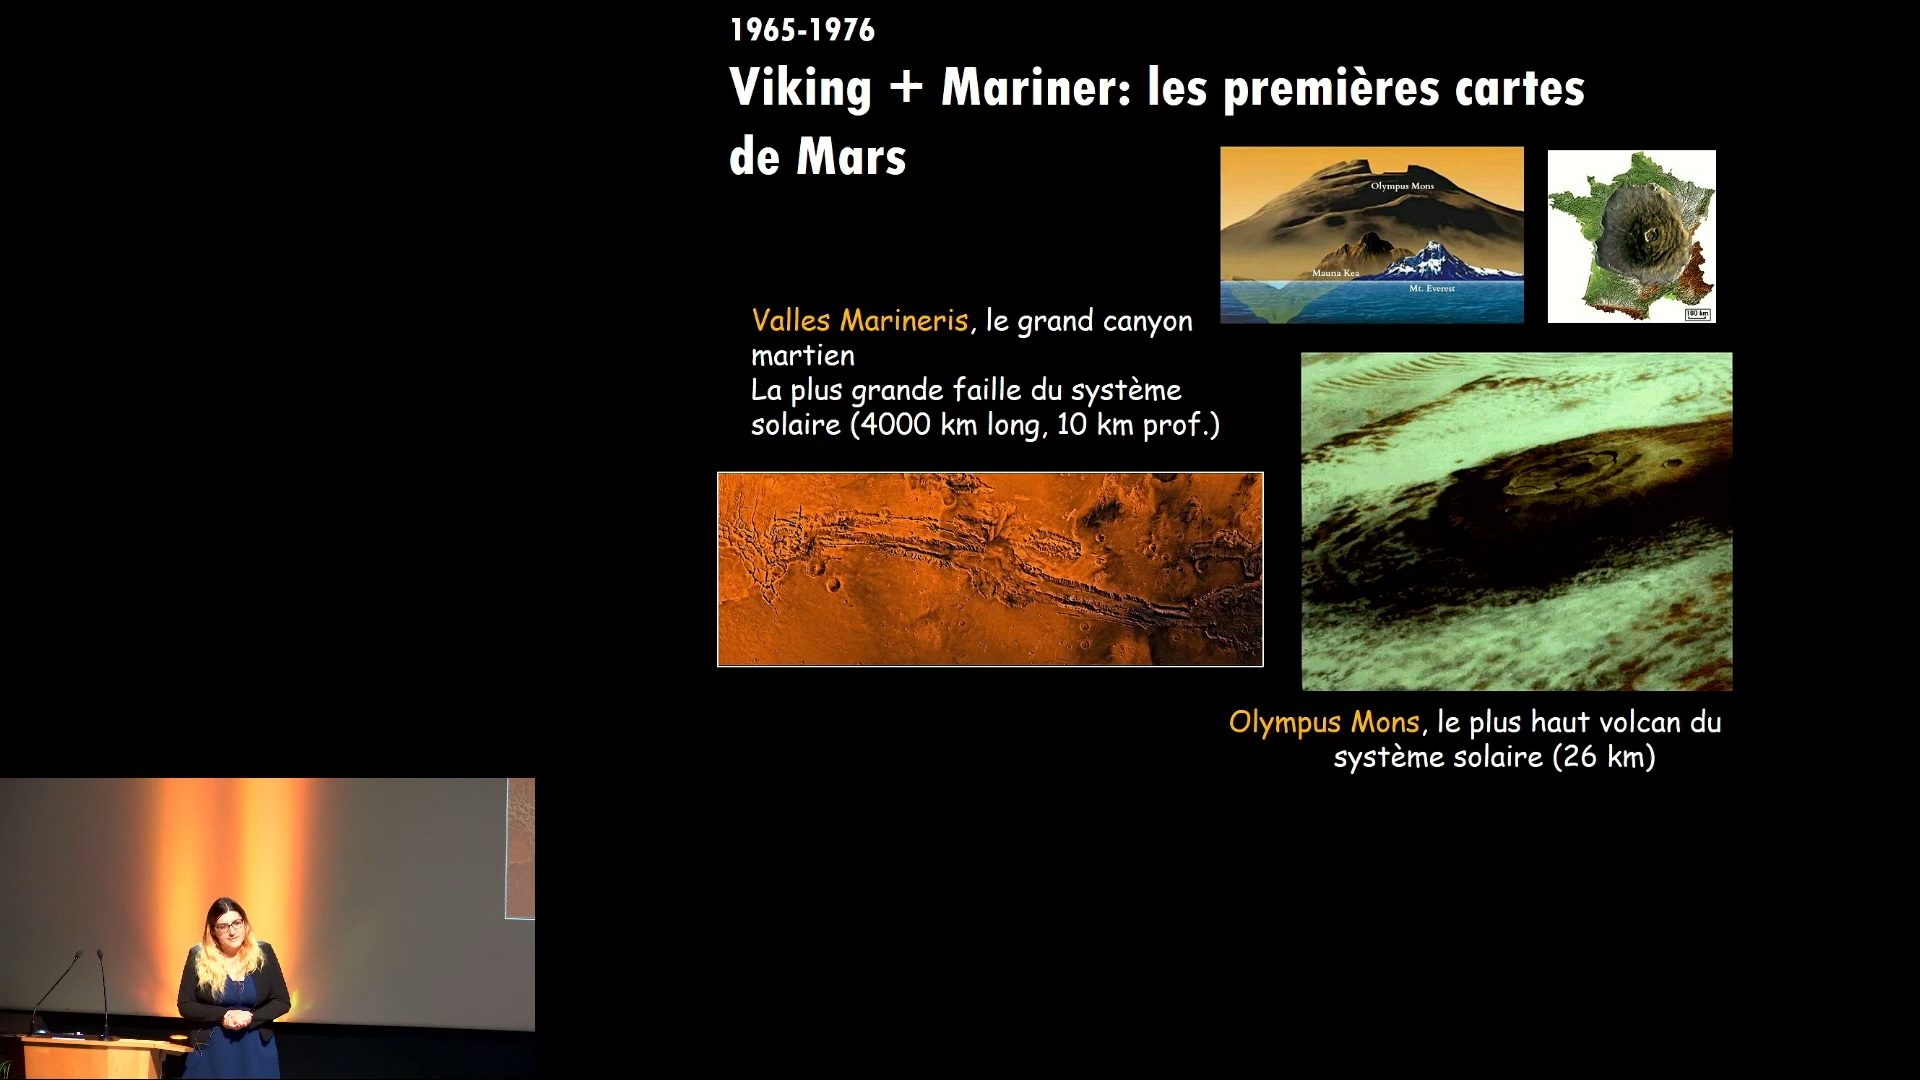 1965-1976
Viking + Mariner: les premières cartes
de Mars
Olympus Mons
Mauna Kea
Mt. Everest
100 km
Valles Marineris, le grand canyon
martien
La plus grande faille du système
solaire (4000 km long, 10 km prof.)
Olympus Mons, le plus haut volcan du
système solaire (26 km)